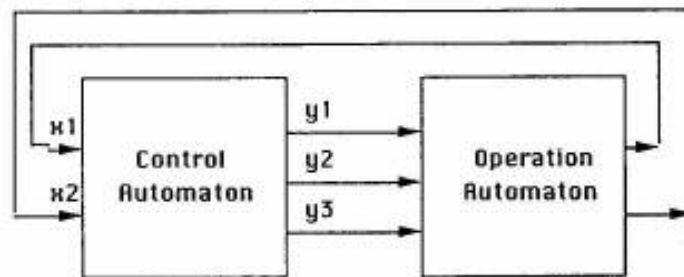 x1
x2
Control
Automaton
y1
y2
y3
Operation
Automaton